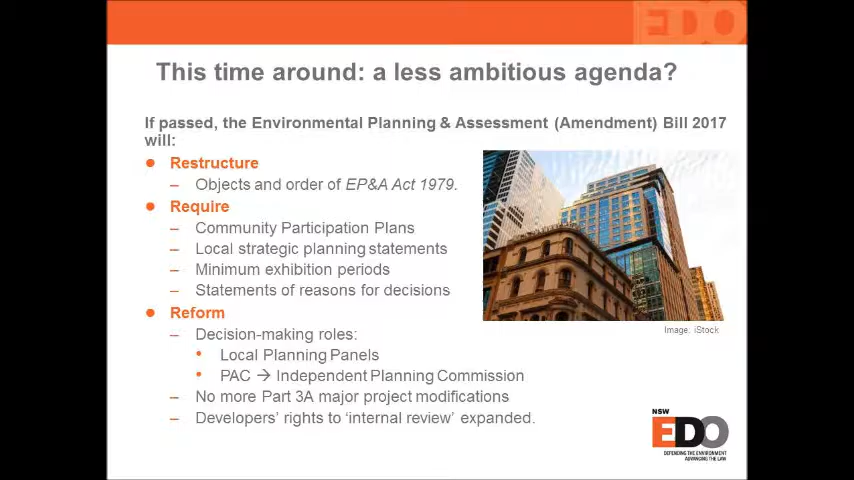 EDO
This time around: a less ambitious agenda?
If passed, the Environmental Planning & Assessment (Amendment) Bill 2017
will:
● Restructure
– Objects and order of EP&A Act 1979.
● Require
– Community Participation Plans
– Local strategic planning statements
– Minimum exhibition periods
– Statements of reasons for decisions
Image: iStock
● Reform
– Decision-making roles:
• Local Planning Panels
• PAC → Independent Planning Commission
– No more Part 3A major project modifications
– Developers' rights to 'internal review' expanded.
NSW
EDO
DEFENDING THE ENVIRONMENT
ADVANCING THE LAW